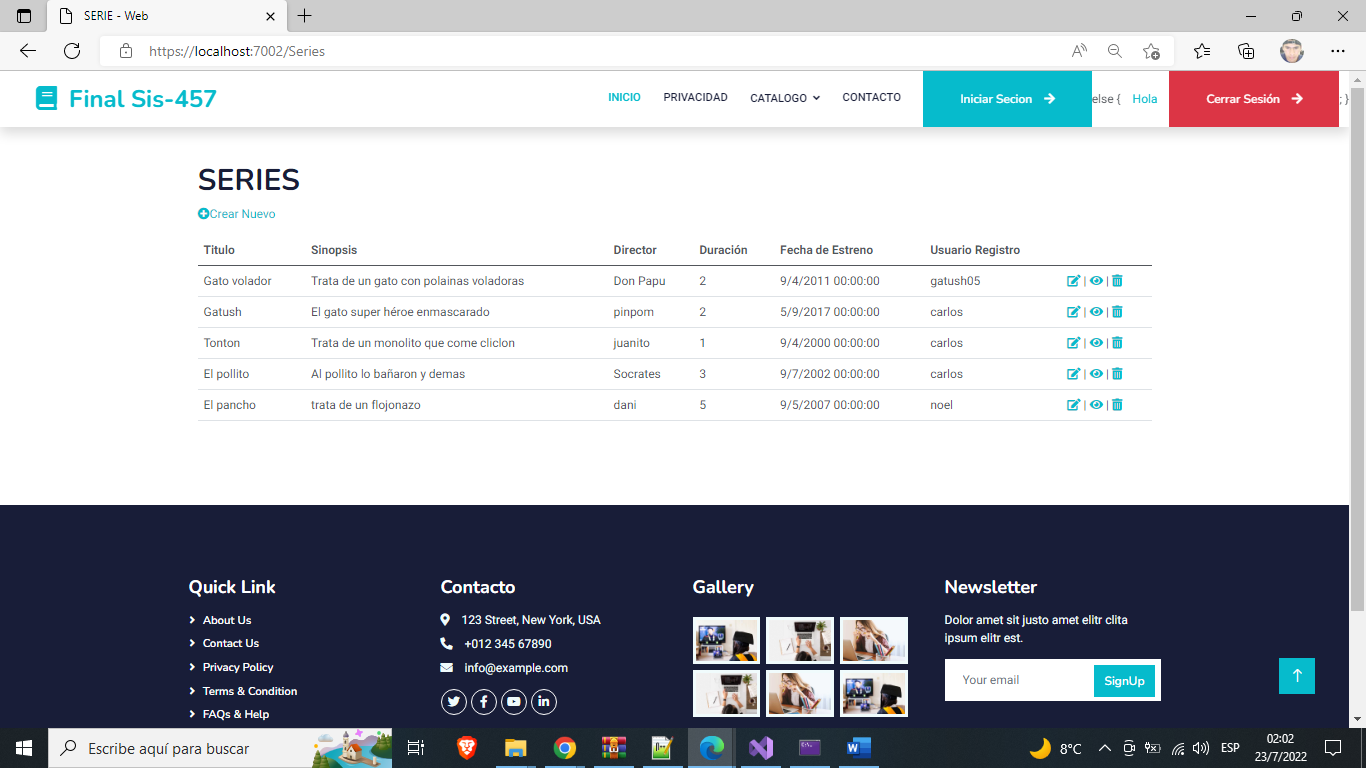 SERIE - Web
https://localhost:7002/Series
Final Sis-457
INICIO PRIVACIDAD CATALOGO CONTACTO Iniciar Secion else { Hola Cerrar Sesión ; }
SERIES
Crear Nuevo
Titulo Sinopsis Director Duración Fecha de Estreno Usuario Registro
Gato volador Trata de un gato con polainas voladoras Don Papu 2 9/4/2011 00:00:00 gatush05 | |
Gatush El gato super héroe enmascarado pinpom 2 5/9/2017 00:00:00 carlos | |
Tonton Trata de un monolito que come cliclon juanito 1 9/4/2000 00:00:00 carlos | |
El pollito Al pollito lo bañaron y demas Socrates 3 9/7/2002 00:00:00 carlos | |
El pancho trata de un flojonazo dani 5 9/5/2007 00:00:00 noel | |
Quick Link
About Us
Contact Us
Privacy Policy
Terms & Condition
FAQs & Help
Contacto
123 Street, New York, USA
+012 345 67890
info@example.com
Gallery
Newsletter
Dolor amet sit justo amet elitr clita
ipsum elitr est.
Your email SignUp
Escribe aquí para buscar
8°C ESP
02:02
23/7/2022